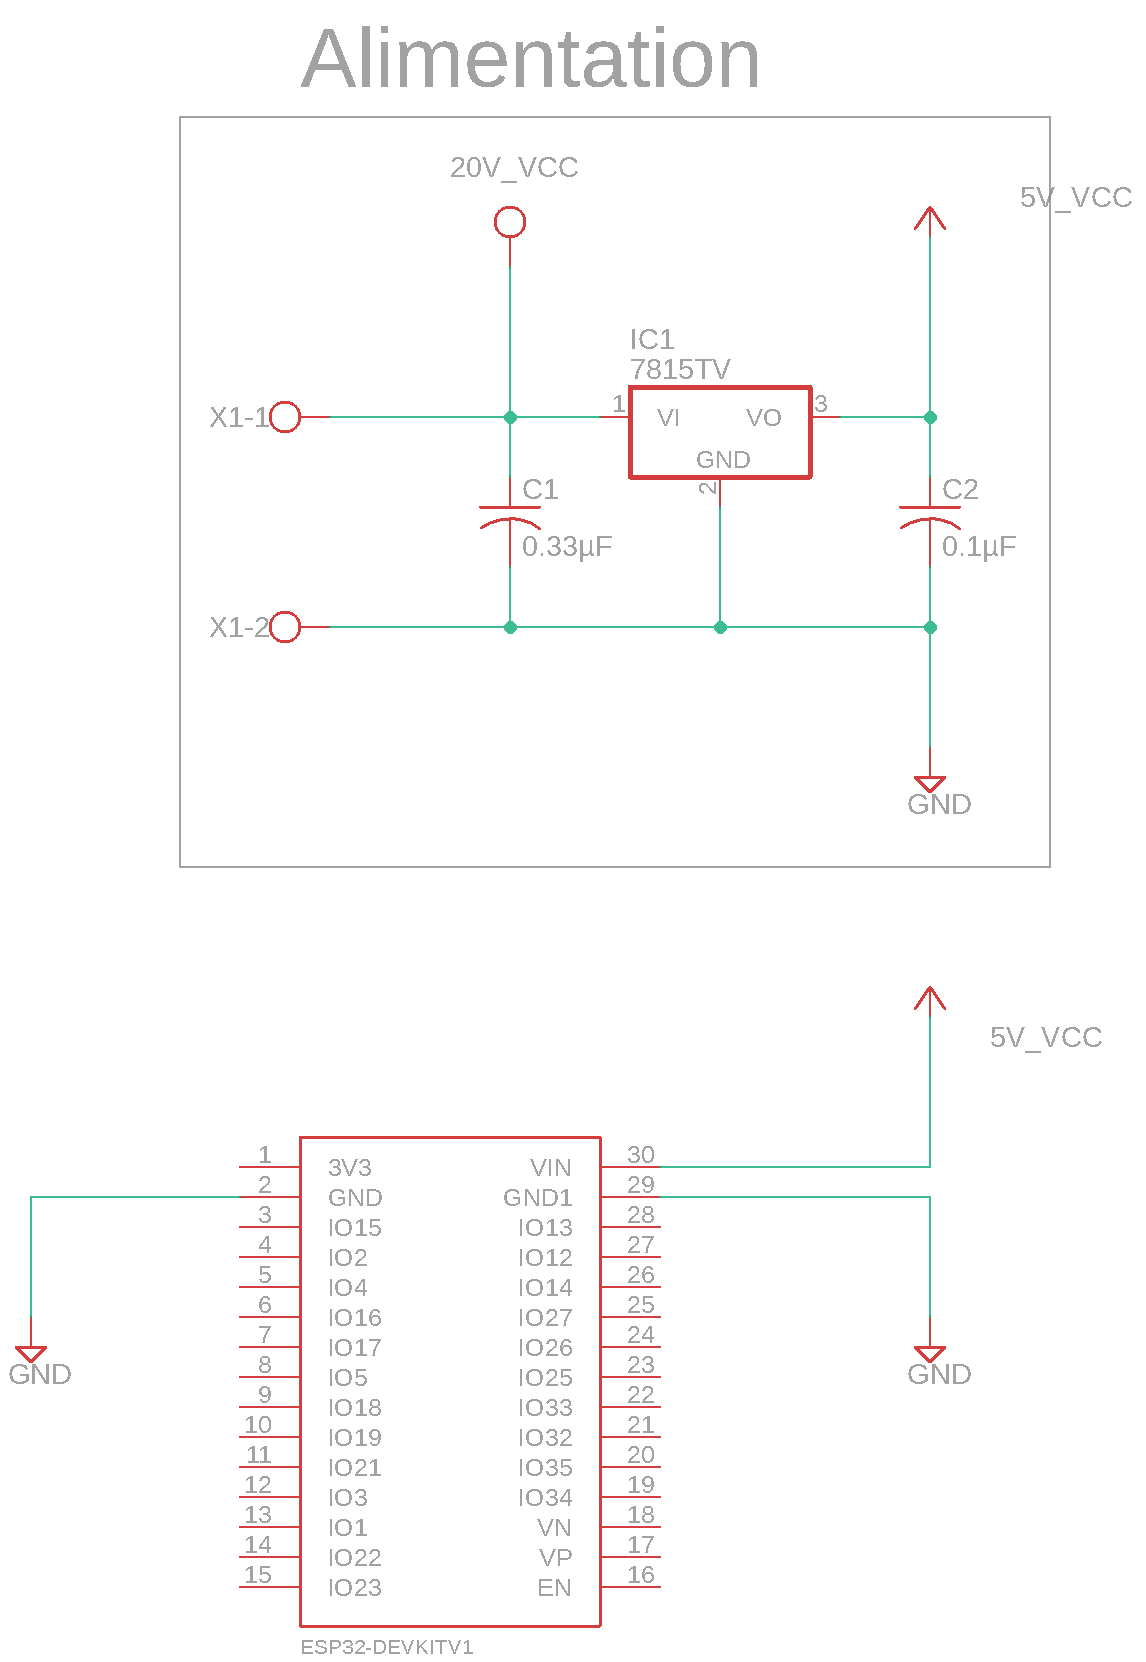 Alimentation
20V_VCC
5V_VCC
IC1
7815TV
X1-1
1
VI
VO
3
GND
2
C1
0.33µF
C2
0.1µF
X1-2
GND
5V_VCC
1 3V3 VIN 30
2 GND GND1 29
3 IO15 IO13 28
4 IO2 IO12 27
5 IO4 IO14 26
6 IO16 IO27 25
7 IO17 IO26 24
8 IO5 IO25 23
9 IO18 IO33 22
10 IO19 IO32 21
11 IO21 IO35 20
12 IO3 IO34 19
13 IO1 VN 18
14 IO22 VP 17
15 IO23 EN 16
GND
GND
ESP32-DEVKITV1